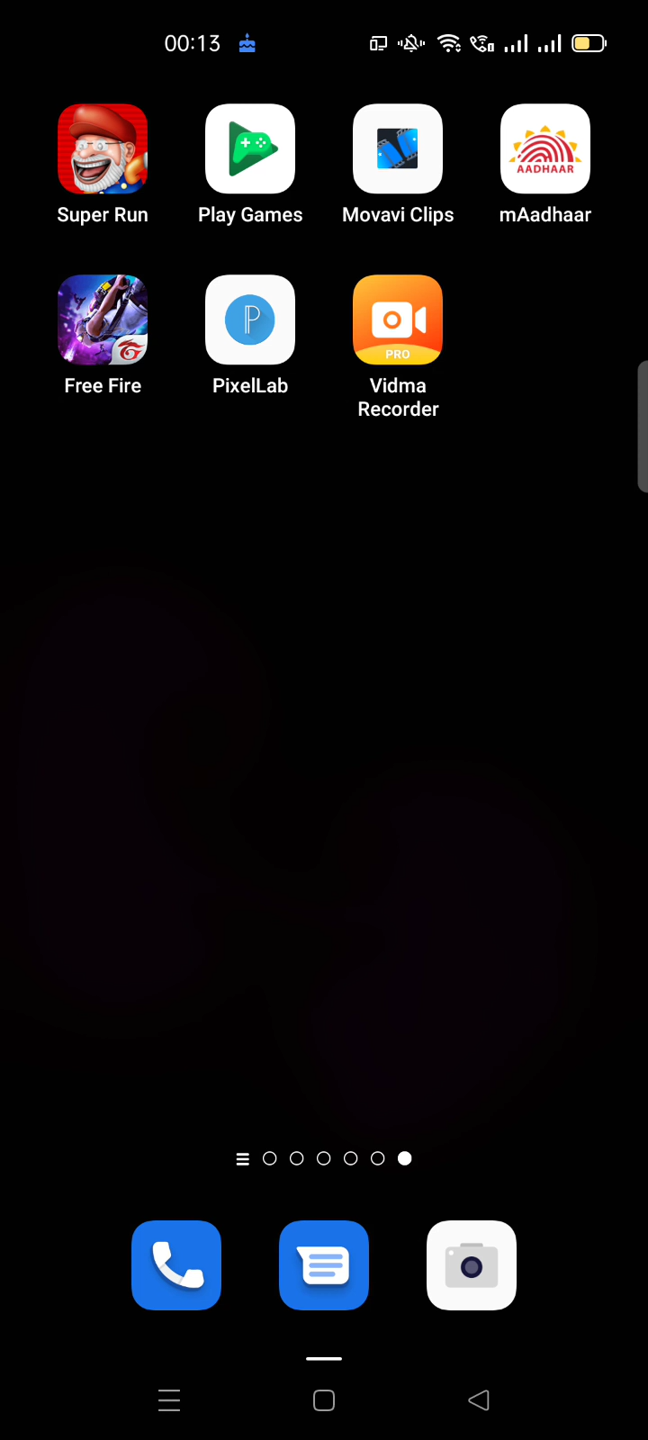 00:13
Super Run
Play Games
Movavi Clips
AADHAAR
mAadhaar
Free Fire
PixelLab
PRO
Vidma
Recorder